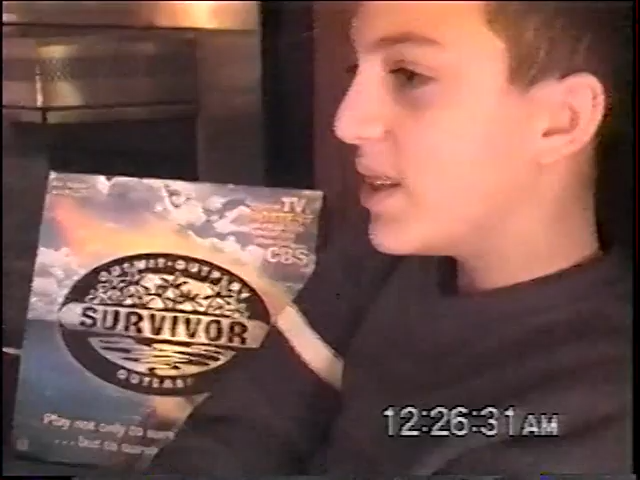 TV
CBS
OUTWIT • OUTPLAY
SURVIVOR
OUTLAST
Play not only to
... but to
12:26:31 AM